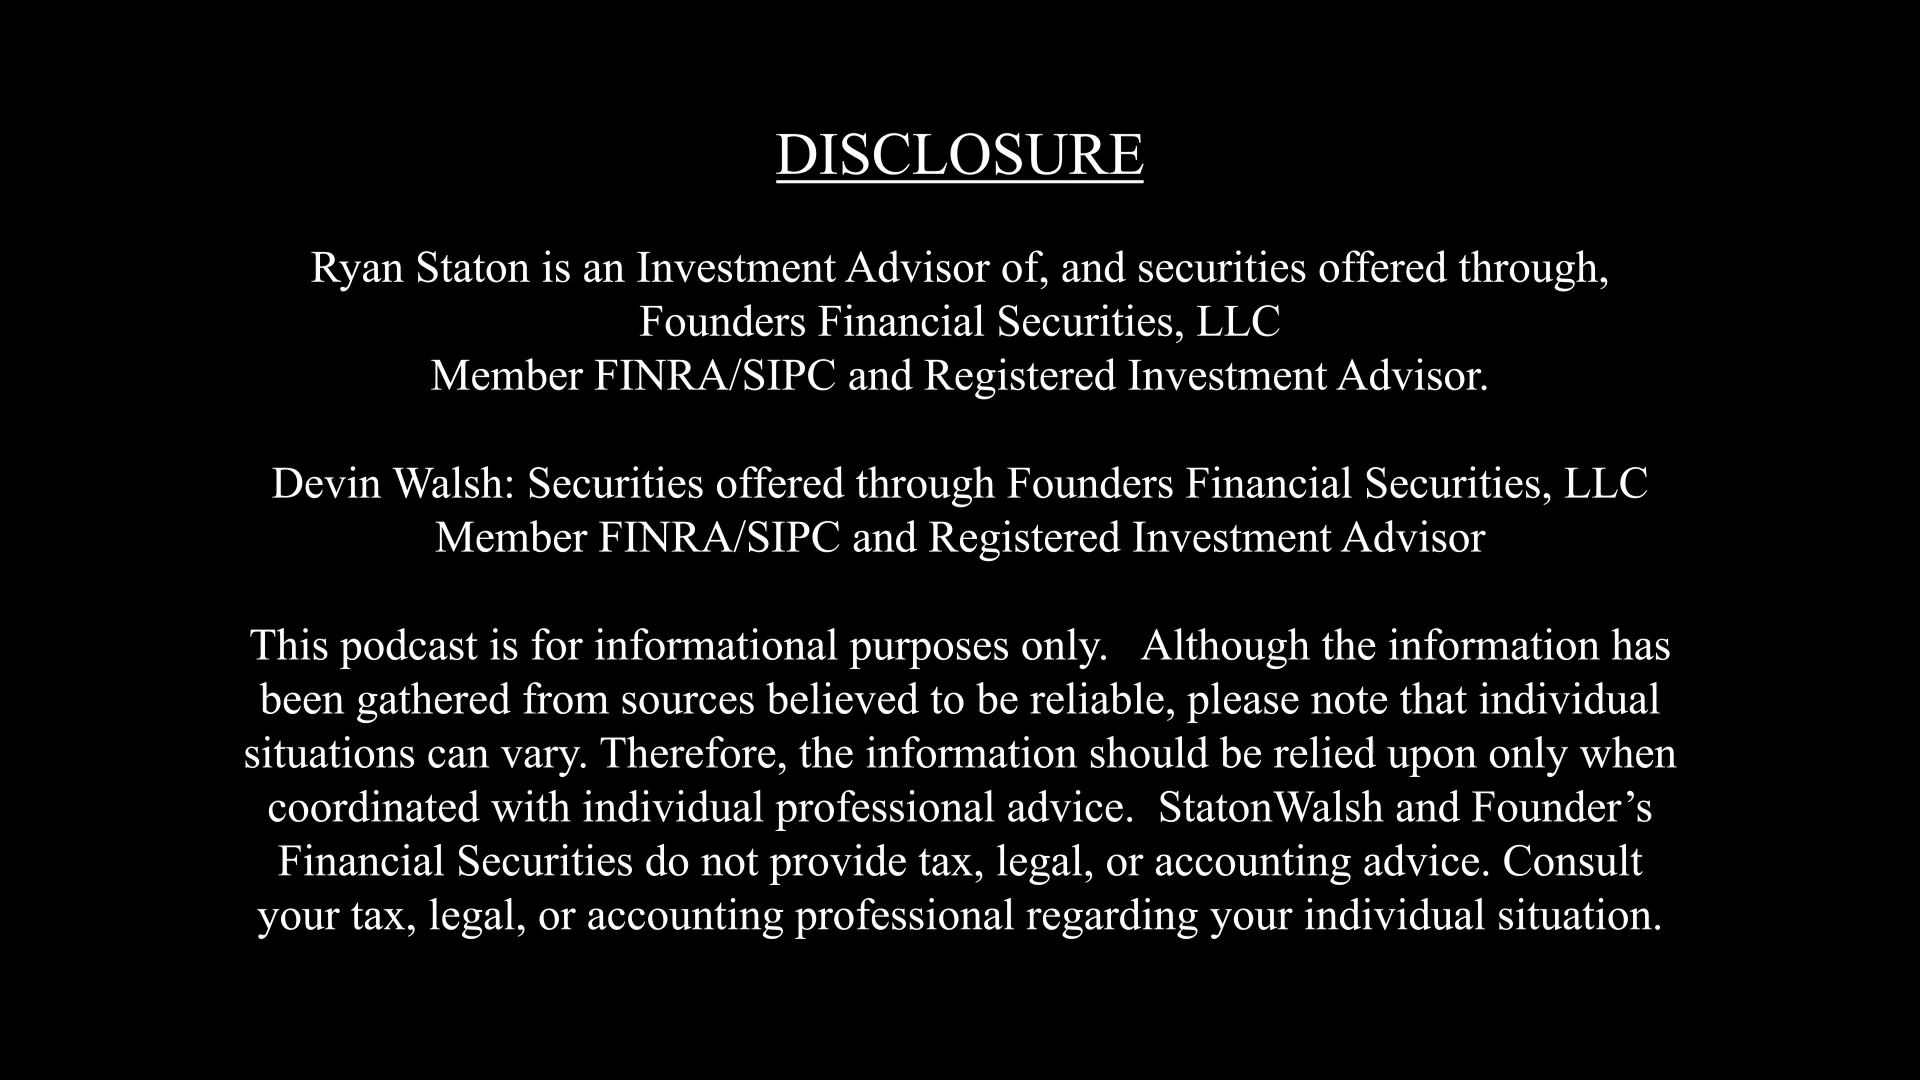 DISCLOSURE
Ryan Staton is an Investment Advisor of, and securities offered through,
Founders Financial Securities, LLC
Member FINRA/SIPC and Registered Investment Advisor.
Devin Walsh: Securities offered through Founders Financial Securities, LLC
Member FINRA/SIPC and Registered Investment Advisor
This podcast is for informational purposes only.   Although the information has
been gathered from sources believed to be reliable, please note that individual
situations can vary. Therefore, the information should be relied upon only when
coordinated with individual professional advice.  StatonWalsh and Founder’s
Financial Securities do not provide tax, legal, or accounting advice. Consult
your tax, legal, or accounting professional regarding your individual situation.